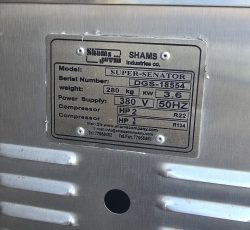 Shams SHAMS
Industries co.
Model: SUPER-SENATOR
Serial Number: DGS-18554
weight: 280 kg KW 3.6
Power Supply: 380 V 50HZ
Compressor HP 2 R22
Compressor HP R134